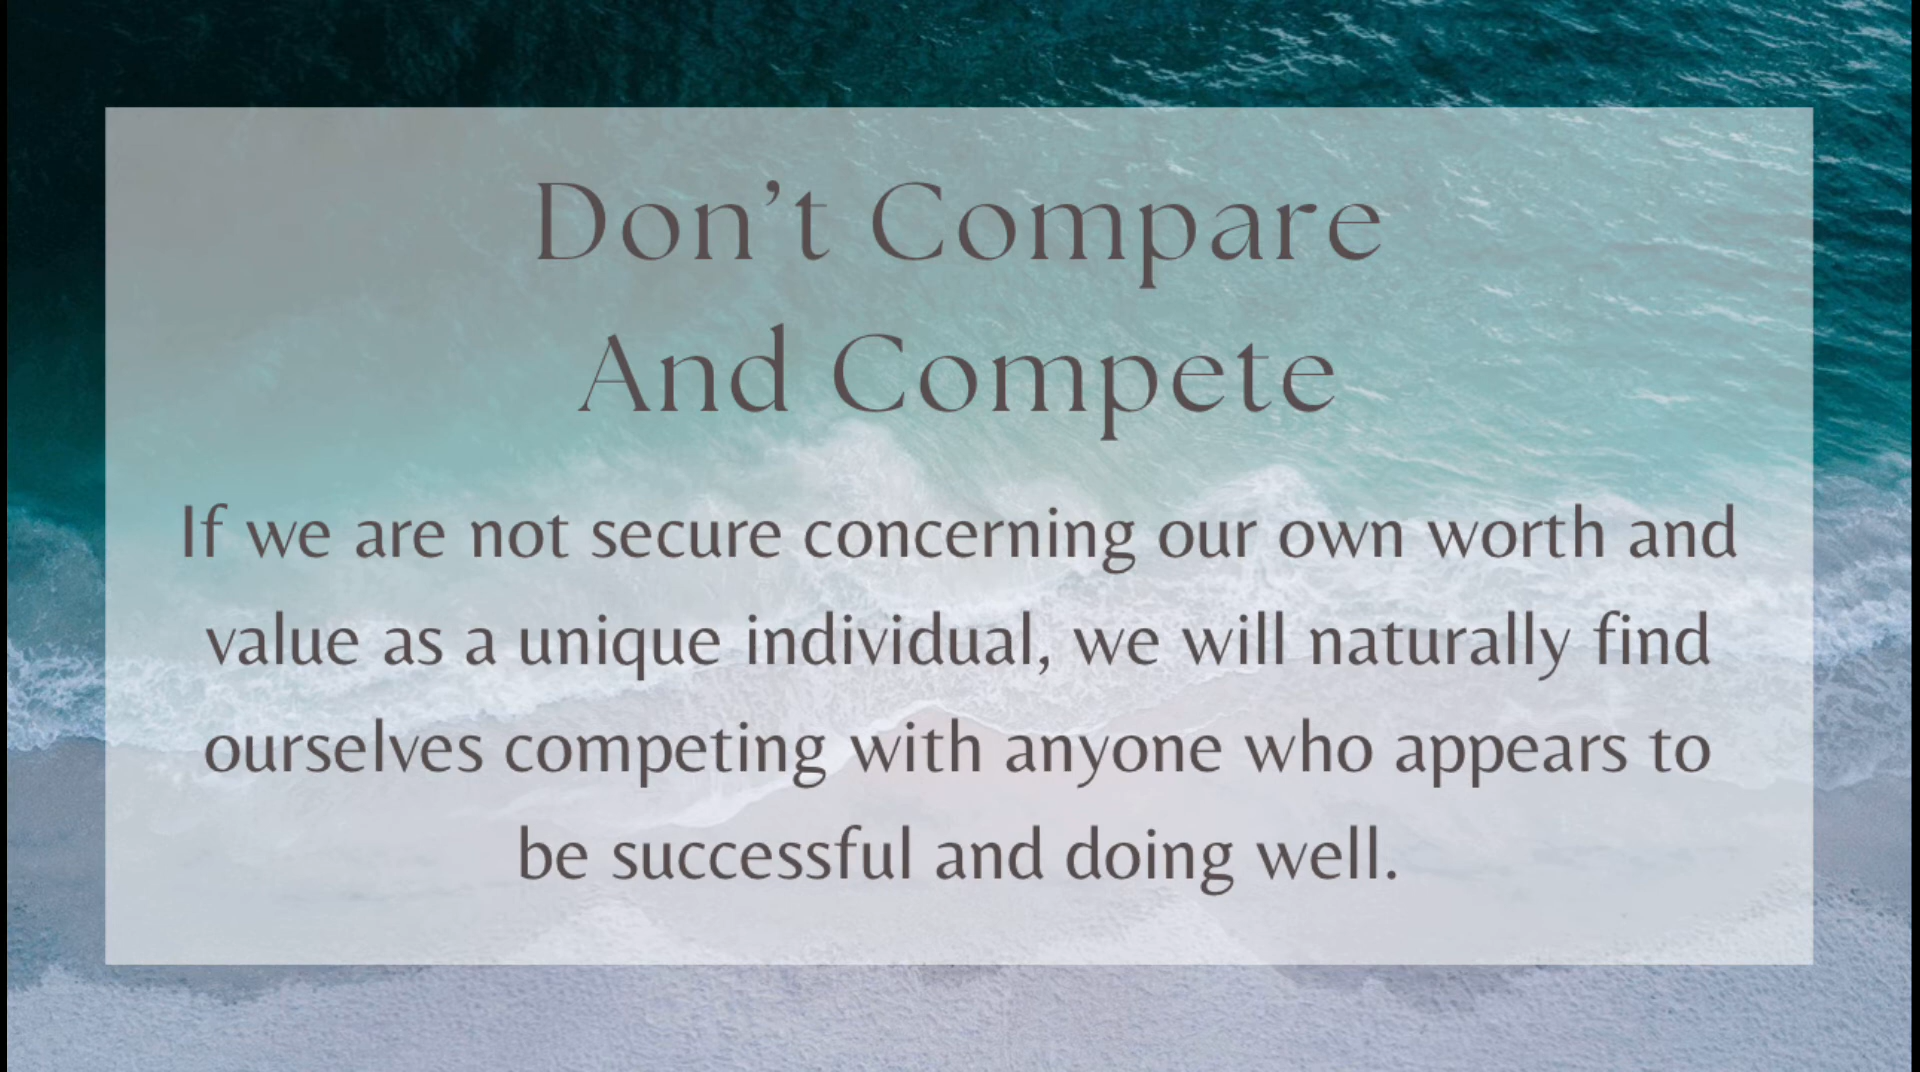 Don’t Compare
And Compete
If we are not secure concerning our own worth and
value as a unique individual, we will naturally find
ourselves competing with anyone who appears to
be successful and doing well.